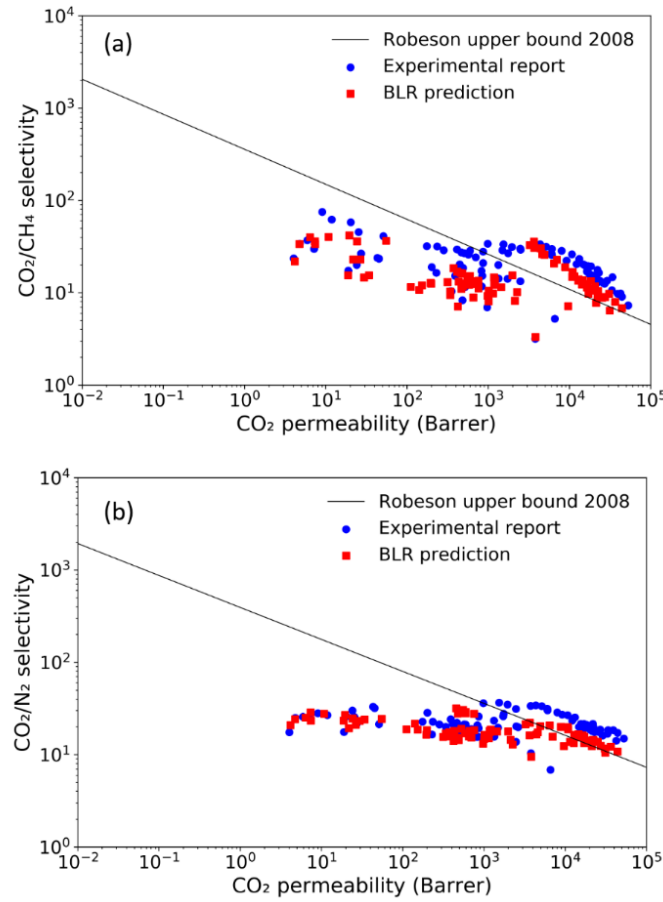 (a)
Robeson upper bound 2008
Experimental report
BLR prediction
CO₂/CH₄ selectivity
10⁴
10³
10²
10¹
10⁰
10⁻² 10⁻¹ 10⁰ 10¹ 10² 10³ 10⁴ 10⁵
CO₂ permeability (Barrer)
(b)
Robeson upper bound 2008
Experimental report
BLR prediction
CO₂/N₂ selectivity
10⁴
10³
10²
10¹
10⁰
10⁻² 10⁻¹ 10⁰ 10¹ 10² 10³ 10⁴ 10⁵
CO₂ permeability (Barrer)